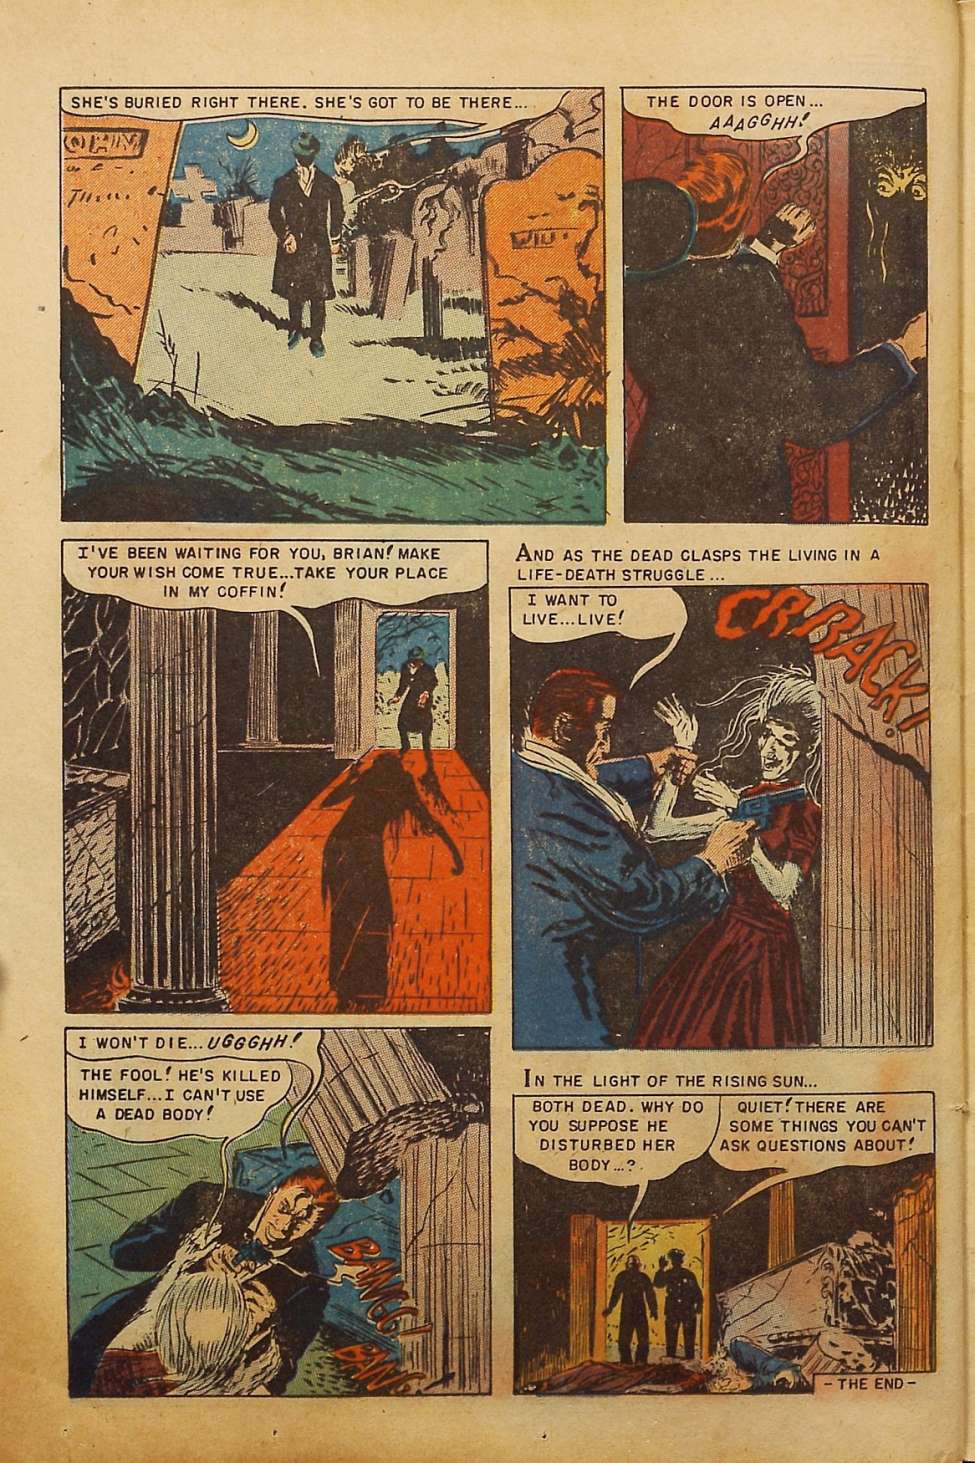 SHE'S BURIED RIGHT THERE. SHE'S GOT TO BE THERE...
THE DOOR IS OPEN...
AAAGGHH!
I'VE BEEN WAITING FOR YOU, BRIAN! MAKE
YOUR WISH COME TRUE...TAKE YOUR PLACE
IN MY COFFIN!
AND AS THE DEAD CLASPS THE LIVING IN A
LIFE-DEATH STRUGGLE...
I WANT TO
LIVE...LIVE!
CR-RACK!
I WON'T DIE...UGGGHH!
THE FOOL! HE'S KILLED
HIMSELF...I CAN'T USE
A DEAD BODY!
BANGG!
BANG
IN THE LIGHT OF THE RISING SUN...
BOTH DEAD. WHY DO
YOU SUPPOSE HE
DISTURBED HER
BODY...?
QUIET! THERE ARE
SOME THINGS YOU CAN'T
ASK QUESTIONS ABOUT!
- THE END -